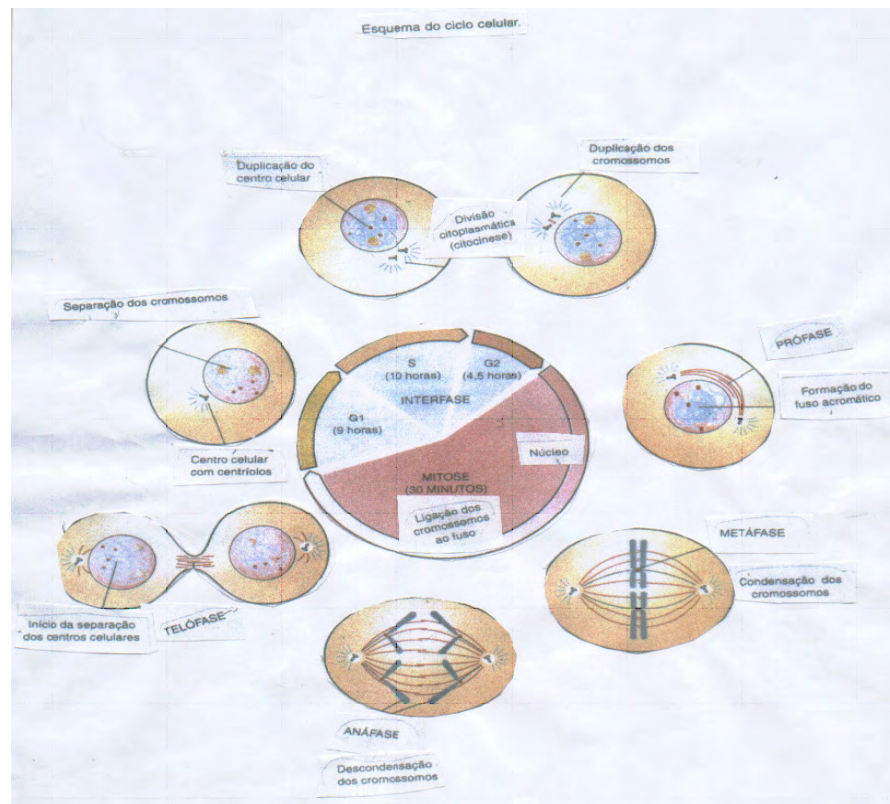 Esquema do ciclo celular.
Duplicação do
centro celular
Duplicação dos
cromossomos
Divisão
citoplasmática
(citocinese)
Separação dos cromossomos
PRÓFASE
S
(10 horas)
G2
(4,5 horas)
INTERFASE
G1
(9 horas)
Formação do
fuso acromático
Centro celular
com centríolos
Núcleo
MITOSE
(30 MINUTOS)
Ligação dos
cromossomos
ao fuso
METÁFASE
Condensação dos
cromossomos
Início da separação
dos centros celulares
TELÓFASE
ANÁFASE
Descondensação
dos cromossomos